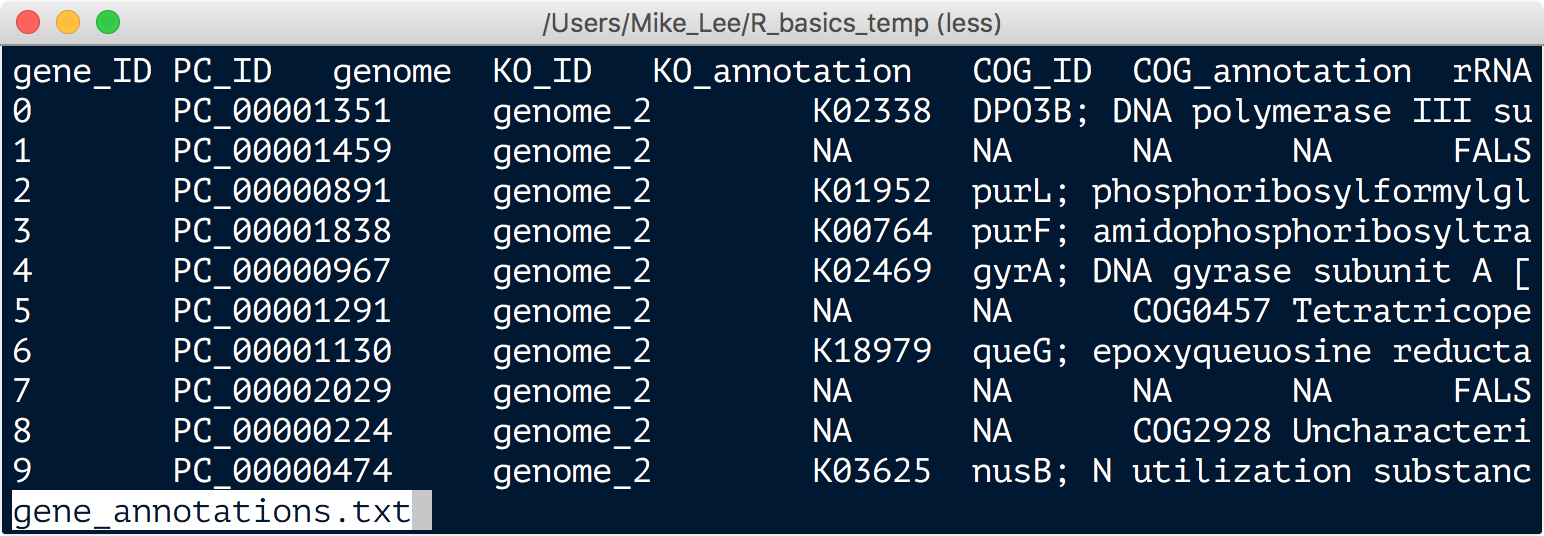 /Users/Mike_Lee/R_basics_temp (less)
gene_ID PC_ID genome KO_ID KO_annotation COG_ID COG_annotation rRNA
0 PC_00001351 genome_2 K02338 DPO3B; DNA polymerase III su
1 PC_00001459 genome_2 NA NA NA NA FALS
2 PC_00000891 genome_2 K01952 purL; phosphoribosylformylgl
3 PC_00001838 genome_2 K00764 purF; amidophosphoribosyltra
4 PC_00000967 genome_2 K02469 gyrA; DNA gyrase subunit A [
5 PC_00001291 genome_2 NA NA COG0457 Tetratricope
6 PC_00001130 genome_2 K18979 queG; epoxyqueuosine reducta
7 PC_00002029 genome_2 NA NA NA NA FALS
8 PC_00000224 genome_2 NA NA COG2928 Uncharacteri
9 PC_00000474 genome_2 K03625 nusB; N utilization substanc
gene_annotations.txt